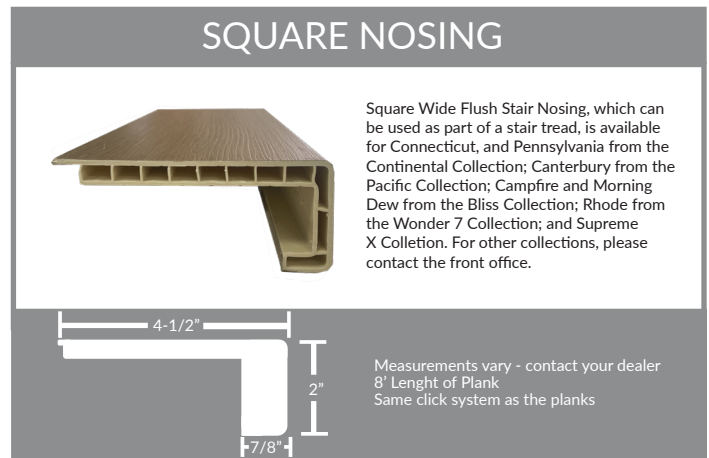 SQUARE NOSING
Square Wide Flush Stair Nosing, which can
be used as part of a stair tread, is available
for Connecticut, and Pennsylvania from the
Continental Collection; Canterbury from the
Pacific Collection; Campfire and Morning
Dew from the Bliss Collection; Rhode from
the Wonder 7 Collection; and Supreme
X Colletion. For other collections, please
contact the front office.
4-1/2”
2”
7/8”
Measurements vary - contact your dealer
8’ Lenght of Plank
Same click system as the planks